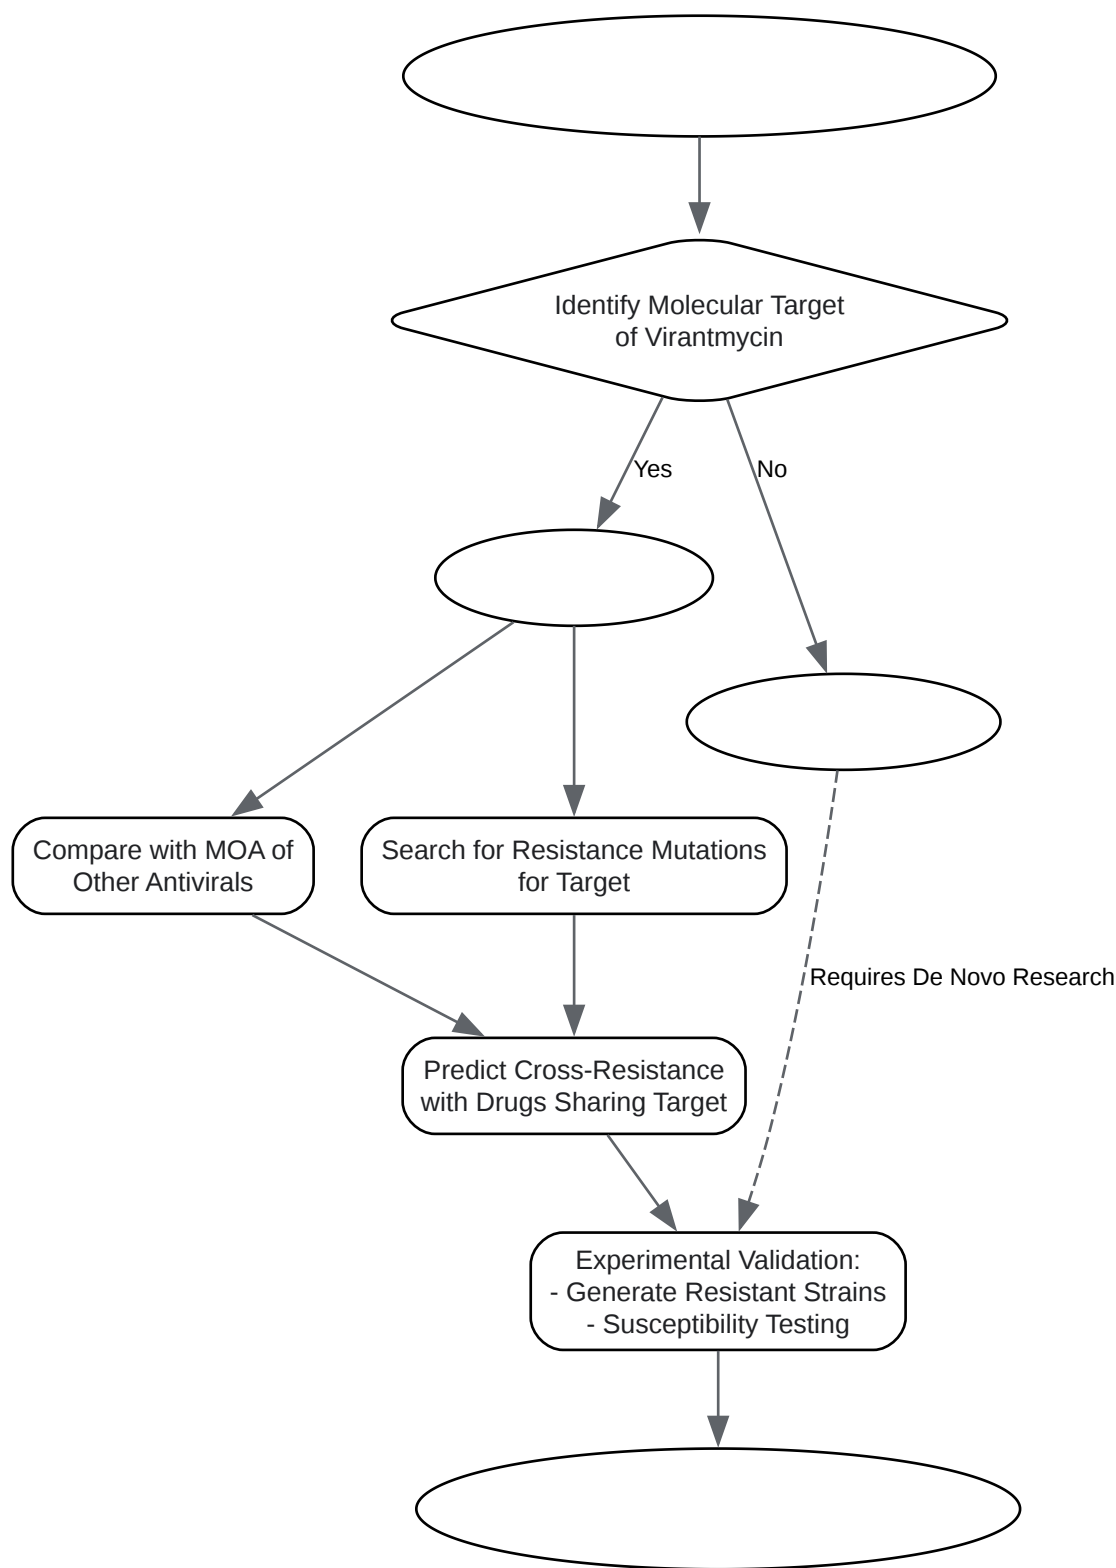 Identify Molecular Target
of Virantmycin
Yes
No
Compare with MOA of
Other Antivirals
Search for Resistance Mutations
for Target
Requires De Novo Research
Predict Cross-Resistance
with Drugs Sharing Target
Experimental Validation:
- Generate Resistant Strains
- Susceptibility Testing